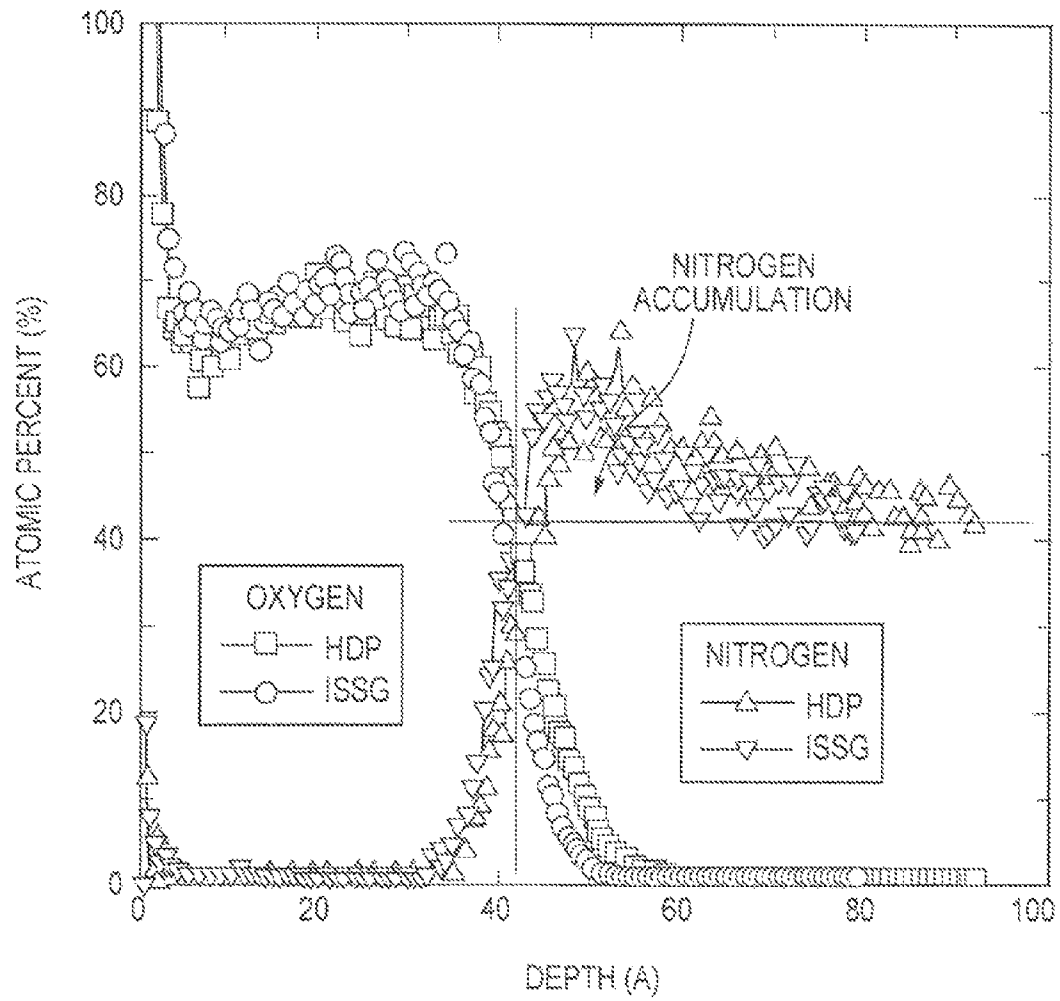 100
80
60
40
20
0
ATOMIC PERCENT (%)
NITROGEN
ACCUMULATION
OXYGEN
HDP
ISSG
NITROGEN
HDP
ISSG
0
20
40
60
80
100
DEPTH (A)